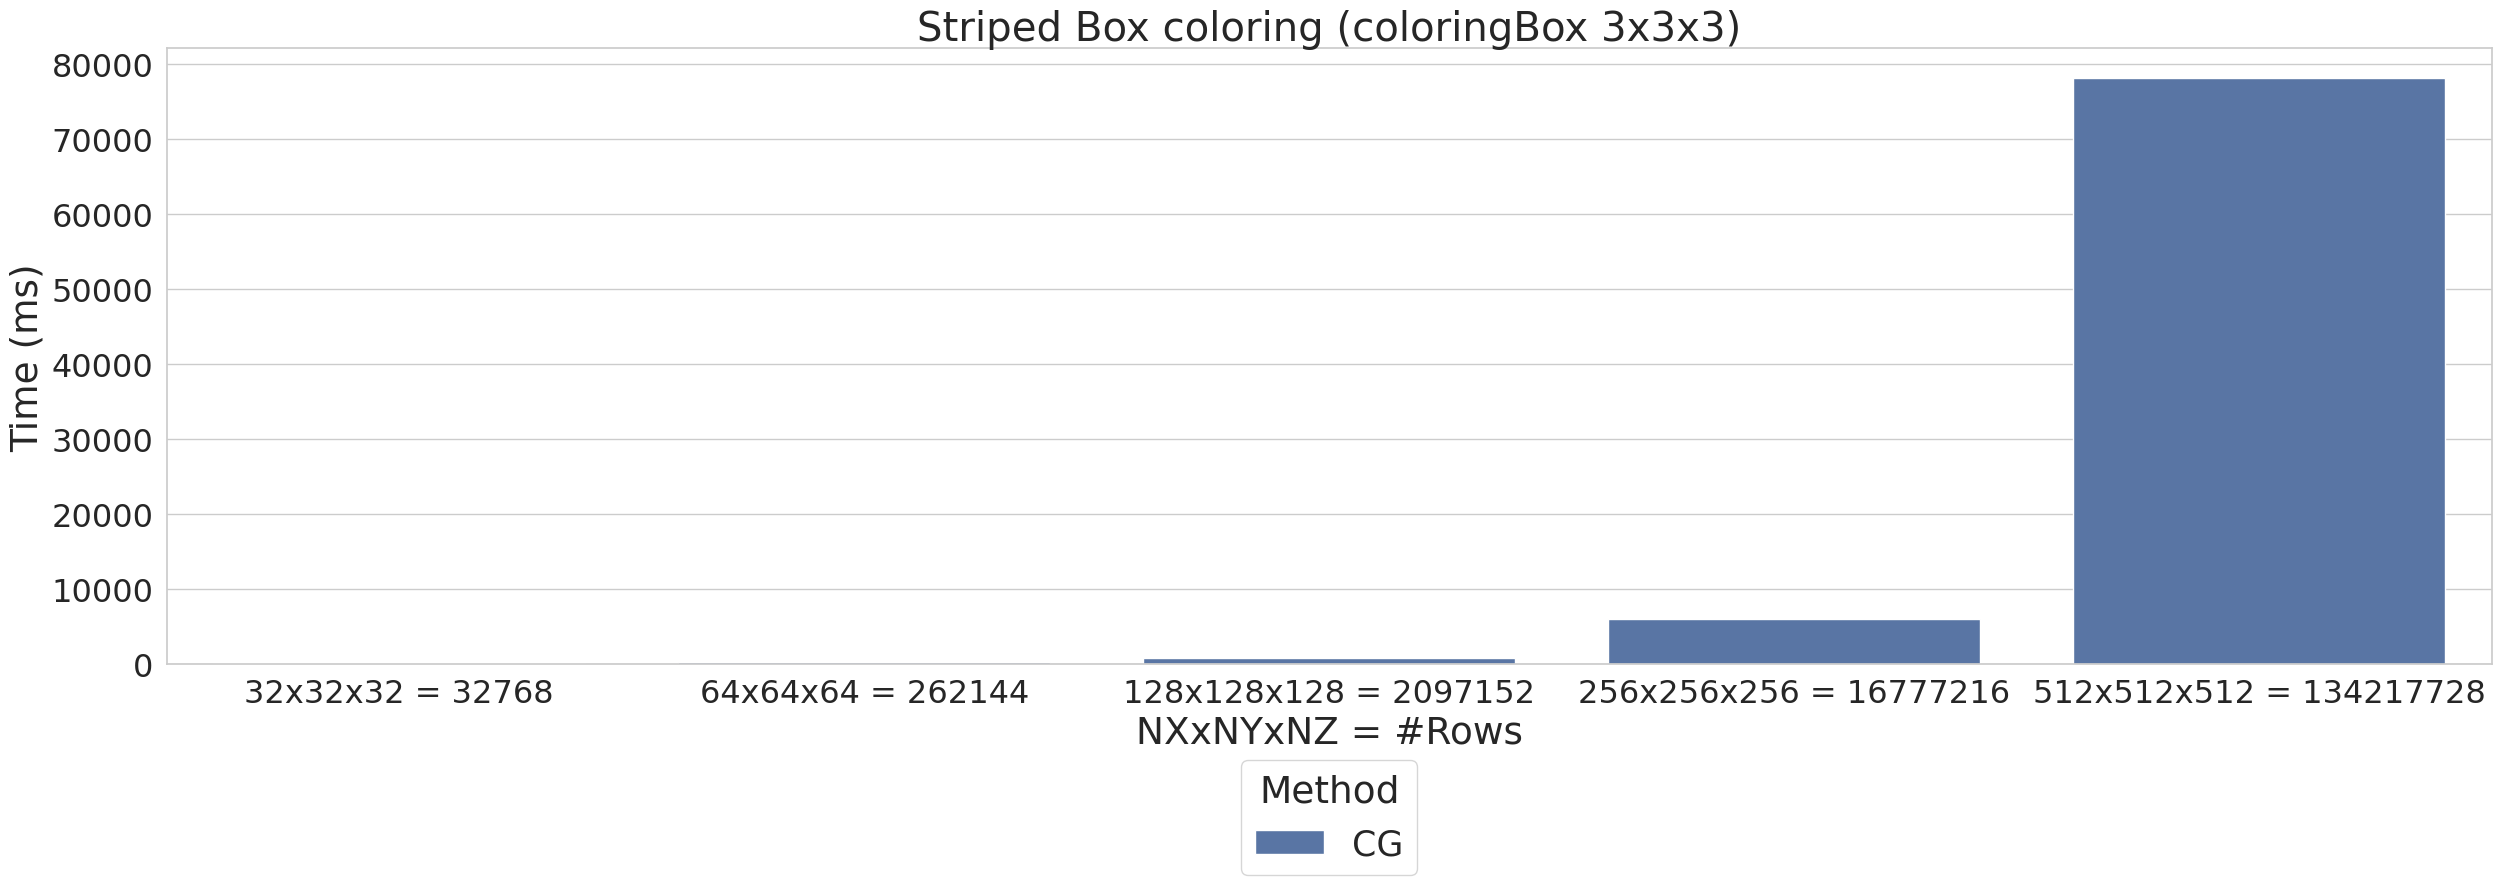 Striped Box coloring (coloringBox 3x3x3)
80000
70000
60000
50000
40000
30000
20000
10000
0
Time (ms)
32x32x32 = 32768
64x64x64 = 262144
128x128x128 = 2097152
256x256x256 = 16777216
512x512x512 = 134217728
NXxNYxNZ = #Rows
Method
CG